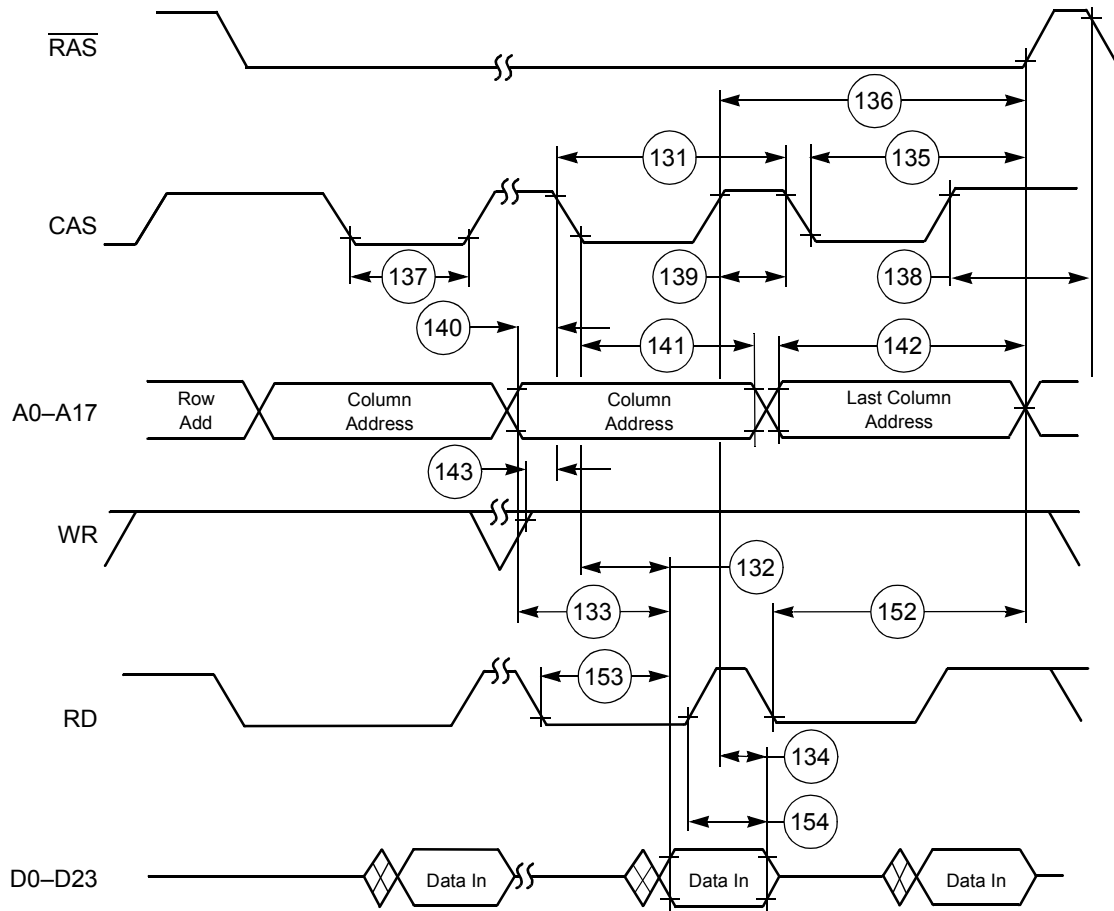 RAS
136
131
135
CAS
137
139
138
140
141
142
A0–A17
Row
Add
Column
Address
Column
Address
Last Column
Address
143
WR
132
133
152
153
RD
134
154
D0–D23
Data In
Data In
Data In